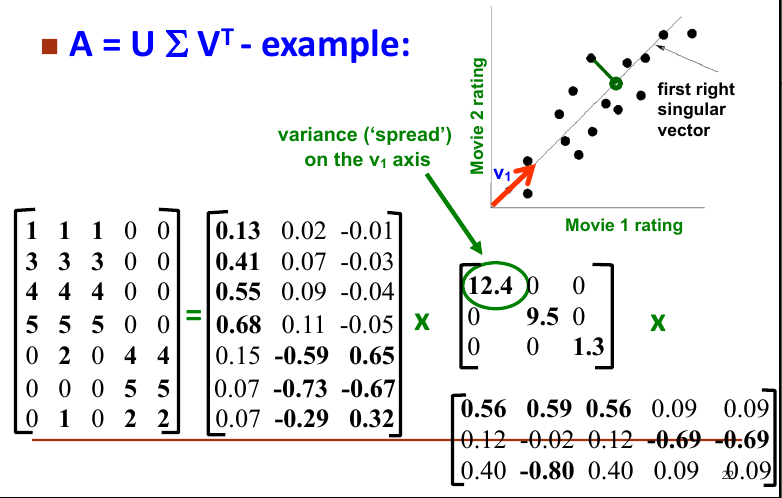 A = U Σ Vᵀ - example:
variance (‘spread’)
on the v₁ axis
Movie 2 rating
v₁
first right
singular
vector
Movie 1 rating
1 1 1 0 0
3 3 3 0 0
4 4 4 0 0
5 5 5 0 0
0 2 0 4 4
0 0 0 5 5
0 1 0 2 2
=
0.13 0.02 -0.01
0.41 0.07 -0.03
0.55 0.09 -0.04
0.68 0.11 -0.05
0.15 -0.59 0.65
0.07 -0.73 -0.67
0.07 -0.29 0.32
x
12.4 0 0
0 9.5 0
0 0 1.3
x
0.56 0.59 0.56 0.09 0.09
0.12 -0.02 0.12 -0.69 -0.69
0.40 -0.80 0.40 0.09 0.09